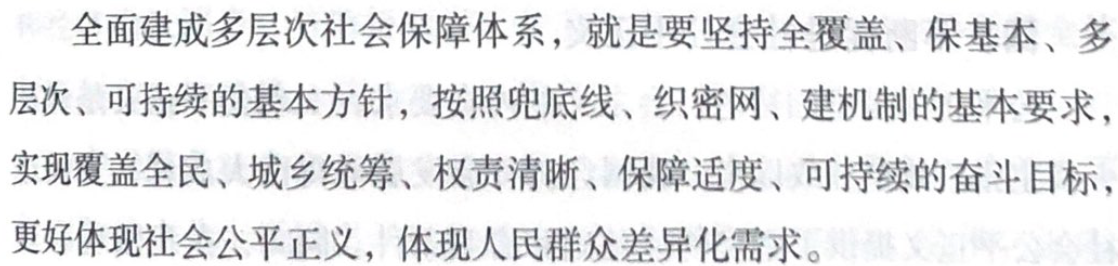 全面建成多层次社会保障体系，就是要坚持全覆盖、保基本、多
层次、可持续的基本方针，按照兜底线、织密网、建机制的基本要求，
实现覆盖全民、城乡统筹、权责清晰、保障适度、可持续的奋斗目标，
更好体现社会公平正义，体现人民群众差异化需求。